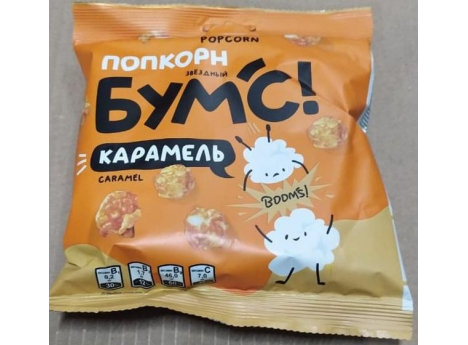 POPCORN
ПОПКОРН
ЗВЁЗДНЫЙ
БУМС!
КАРАМЕЛЬ
CARAMEL
BOOMS!